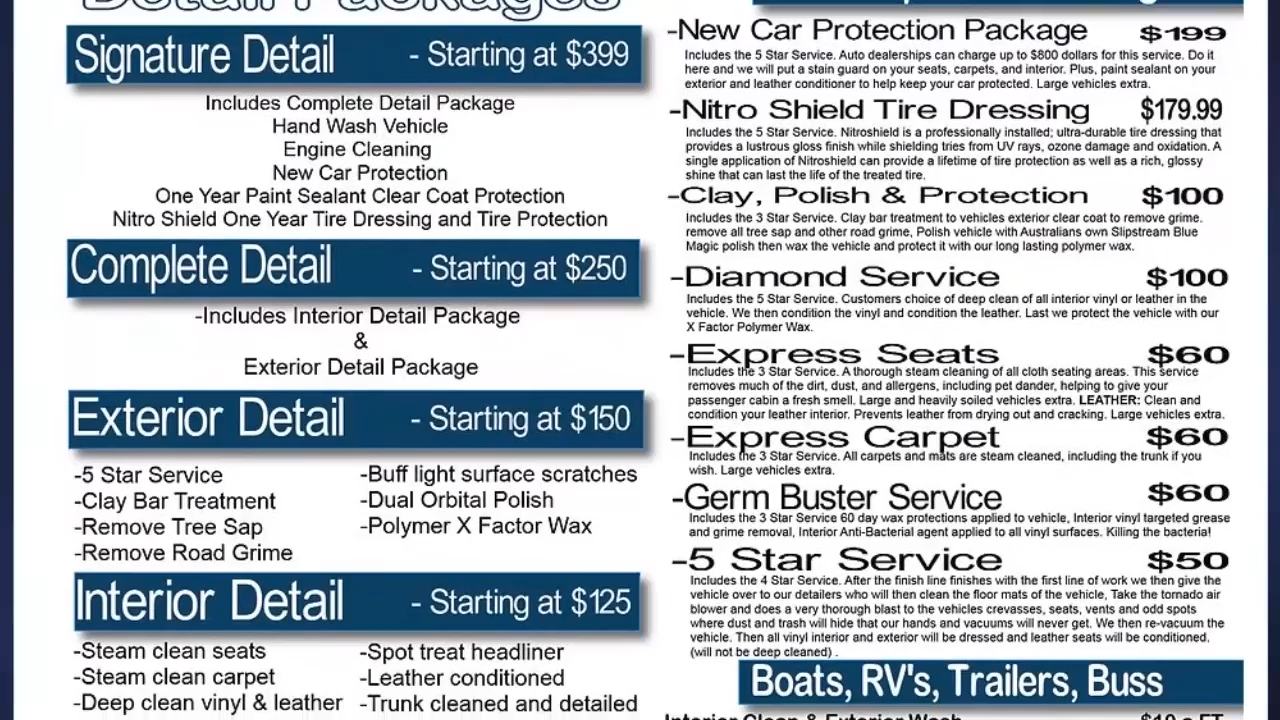 Detail Packages
Signature Detail - Starting at $399
Includes Complete Detail Package
Hand Wash Vehicle
Engine Cleaning
New Car Protection
One Year Paint Sealant Clear Coat Protection
Nitro Shield One Year Tire Dressing and Tire Protection
Complete Detail - Starting at $250
-Includes Interior Detail Package
&
Exterior Detail Package
Exterior Detail - Starting at $150
-5 Star Service
-Clay Bar Treatment
-Remove Tree Sap
-Remove Road Grime
-Buff light surface scratches
-Dual Orbital Polish
-Polymer X Factor Wax
Interior Detail - Starting at $125
-Steam clean seats
-Steam clean carpet
-Deep clean vinyl & leather
-Spot treat headliner
-Leather conditioned
-Trunk cleaned and detailed
-New Car Protection Package $199
Includes the 5 Star Service. Auto dealerships can charge up to $800 dollars for this service. Do it
here and we will put a stain guard on your seats, carpets, and interior. Plus, paint sealant on your
exterior and leather conditioner to help keep your car protected. Large vehicles extra.
-Nitro Shield Tire Dressing $179.99
Includes the 5 Star Service. Nitroshield is a professionally installed; ultra-durable tire dressing that
provides a lustrous gloss finish while shielding tries from UV rays, ozone damage and oxidation. A
single application of Nitroshield can provide a lifetime of tire protection as well as a rich, glossy
shine that can last the life of the treated tire.
-Clay, Polish & Protection $100
Includes the 3 Star Service. Clay bar treatment to vehicles exterior clear coat to remove grime.
remove all tree sap and other road grime, Polish vehicle with Australians own Slipstream Blue
Magic polish then wax the vehicle and protect it with our long lasting polymer wax.
-Diamond Service $100
Includes the 5 Star Service. Customers choice of deep clean of all interior vinyl or leather in the
vehicle. We then condition the vinyl and condition the leather. Last we protect the vehicle with our
X Factor Polymer Wax.
-Express Seats $60
Includes the 3 Star Service. A thorough steam cleaning of all cloth seating areas. This service
removes much of the dirt, dust, and allergens, including pet dander, helping to give your
passenger cabin a fresh smell. Large and heavily soiled vehicles extra. LEATHER: Clean and
condition your leather interior. Prevents leather from drying out and cracking. Large vehicles extra.
-Express Carpet $60
Includes the 3 Star Service. All carpets and mats are steam cleaned, including the trunk if you
wish. Large vehicles extra.
-Germ Buster Service $60
Includes the 3 Star Service 60 day wax protections applied to vehicle, Interior vinyl targeted grease
and grime removal, Interior Anti-Bacterial agent applied to all vinyl surfaces. Killing the bacteria!
-5 Star Service $50
Includes the 4 Star Service. After the finish line finishes with the first line of work we then give the
vehicle over to our detailers who will then clean the floor mats of the vehicle, Take the tornado air
blower and does a very thorough blast to the vehicles crevasses, seats, vents and odd spots
where dust and trash will hide that our hands and vacuums will never get. We then re-vacuum the
vehicle. Then all vinyl interior and exterior will be dressed and leather seats will be conditioned.
(will not be deep cleaned) .
Boats, RV's, Trailers, Buss
Interior Clean & Exterior Wash